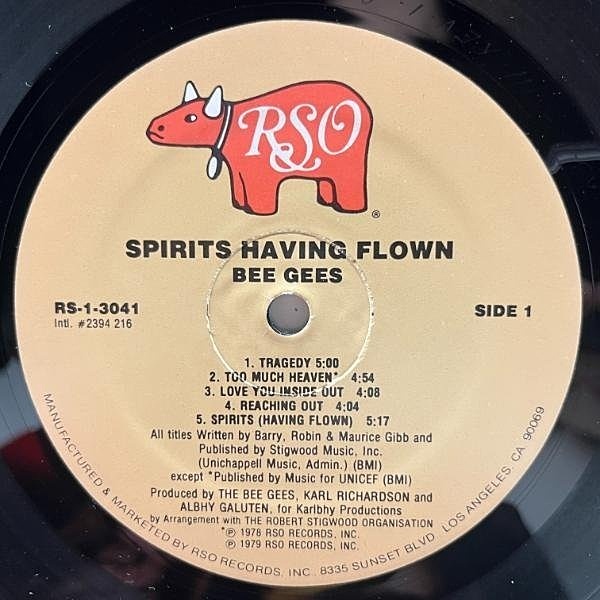 RSO
®
SPIRITS HAVING FLOWN
BEE GEES
RS-1-3041
Intl. #2394 216
SIDE 1
1. TRAGEDY 5:00
2. TOO MUCH HEAVEN* 4:54
3. LOVE YOU INSIDE OUT 4:08
4. REACHING OUT 4:04
5. SPIRITS (HAVING FLOWN) 5:17
All titles Written by Barry, Robin & Maurice Gibb and
Published by Stigwood Music, Inc.
(Unichappell Music, Admin.) (BMI)
except *Published by Music for UNICEF (BMI)
Produced by THE BEE GEES, KARL RICHARDSON and
ALBHY GALUTEN, for Karlbhy Productions
by Arrangement with THE ROBERT STIGWOOD ORGANISATION
*℗ 1978 RSO RECORDS, INC.
℗ 1979 RSO RECORDS, INC.
MANUFACTURED & MARKETED BY RSO RECORDS, INC. 8335 SUNSET BLVD LOS ANGELES, CA 90069